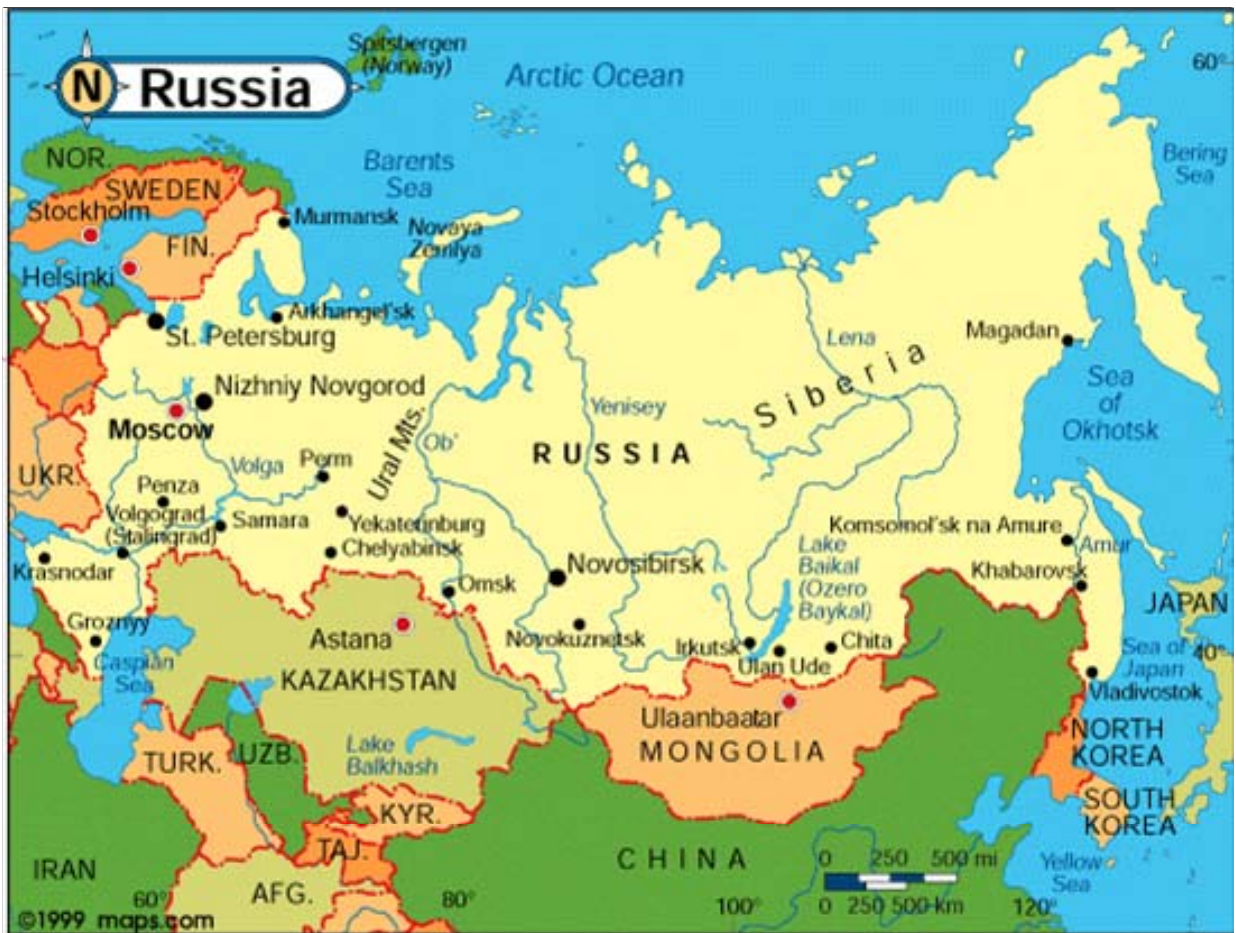 Spitsbergen
(Norway)
Arctic Ocean
60°
N
Russia
NOR.
Barents
Sea
Bering
Sea
SWEDEN
Stockholm
Murmansk
Novaya
Zemlya
FIN.
Helsinki
Arkhangel'sk
St. Petersburg
Lena
Magadan
Siberia
Sea
of
Okhotsk
Nizhniy Novgorod
Yenisey
Moscow
Ural Mts.
Ob'
RUSSIA
UKR.
Volga
Perm
Penza
Volgograd
(Stalingrad)
Samara
Yekaterinburg
Chelyabinsk
Komsomol'sk na Amure
Amur
Krasnodar
Omsk
Novosibirsk
Lake
Baikal
(Ozero
Baykal)
Khabarovsk
JAPAN
Groznyy
Astana
Novokuznetsk
Irkutsk
Ulan Ude
Chita
Sea of
Japan
40°
Caspian
Sea
KAZAKHSTAN
Vladivostok
Ulaanbaatar
MONGOLIA
NORTH
KOREA
TURK.
UZB.
Lake
Balkhash
KYR.
SOUTH
KOREA
TAJ.
IRAN
CHINA
0 250 500 mi
0 250 500 km
Yellow
Sea
60°
AFG.
80°
100°
120°
©1999 maps.com